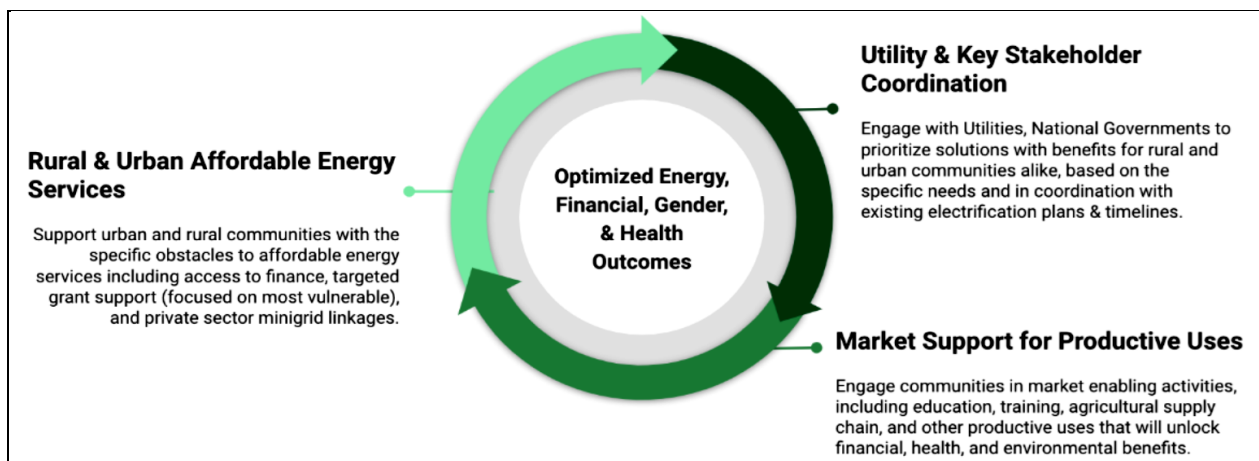 Utility & Key Stakeholder
Coordination
Engage with Utilities, National Governments to
prioritize solutions with benefits for rural and
urban communities alike, based on the
specific needs and in coordination with
existing electrification plans & timelines.
Rural & Urban Affordable Energy
Services
Support urban and rural communities with the
specific obstacles to affordable energy
services including access to finance, targeted
grant support (focused on most vulnerable),
and private sector minigrid linkages.
Optimized Energy,
Financial, Gender,
& Health
Outcomes
Market Support for Productive Uses
Engage communities in market enabling activities,
including education, training, agricultural supply
chain, and other productive uses that will unlock
financial, health, and environmental benefits.